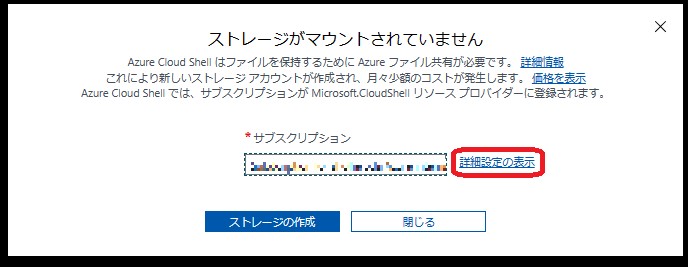 ストレージがマウントされていません
Azure Cloud Shell はファイルを保持するために Azure ファイル共有が必要です。 詳細情報
これにより新しいストレージ アカウントが作成され、月々少額のコストが発生します。 価格を表示
Azure Cloud Shell では、サブスクリプションが Microsoft.CloudShell リソース プロバイダーに登録されます。
* サブスクリプション
詳細設定の表示
ストレージの作成 閉じる